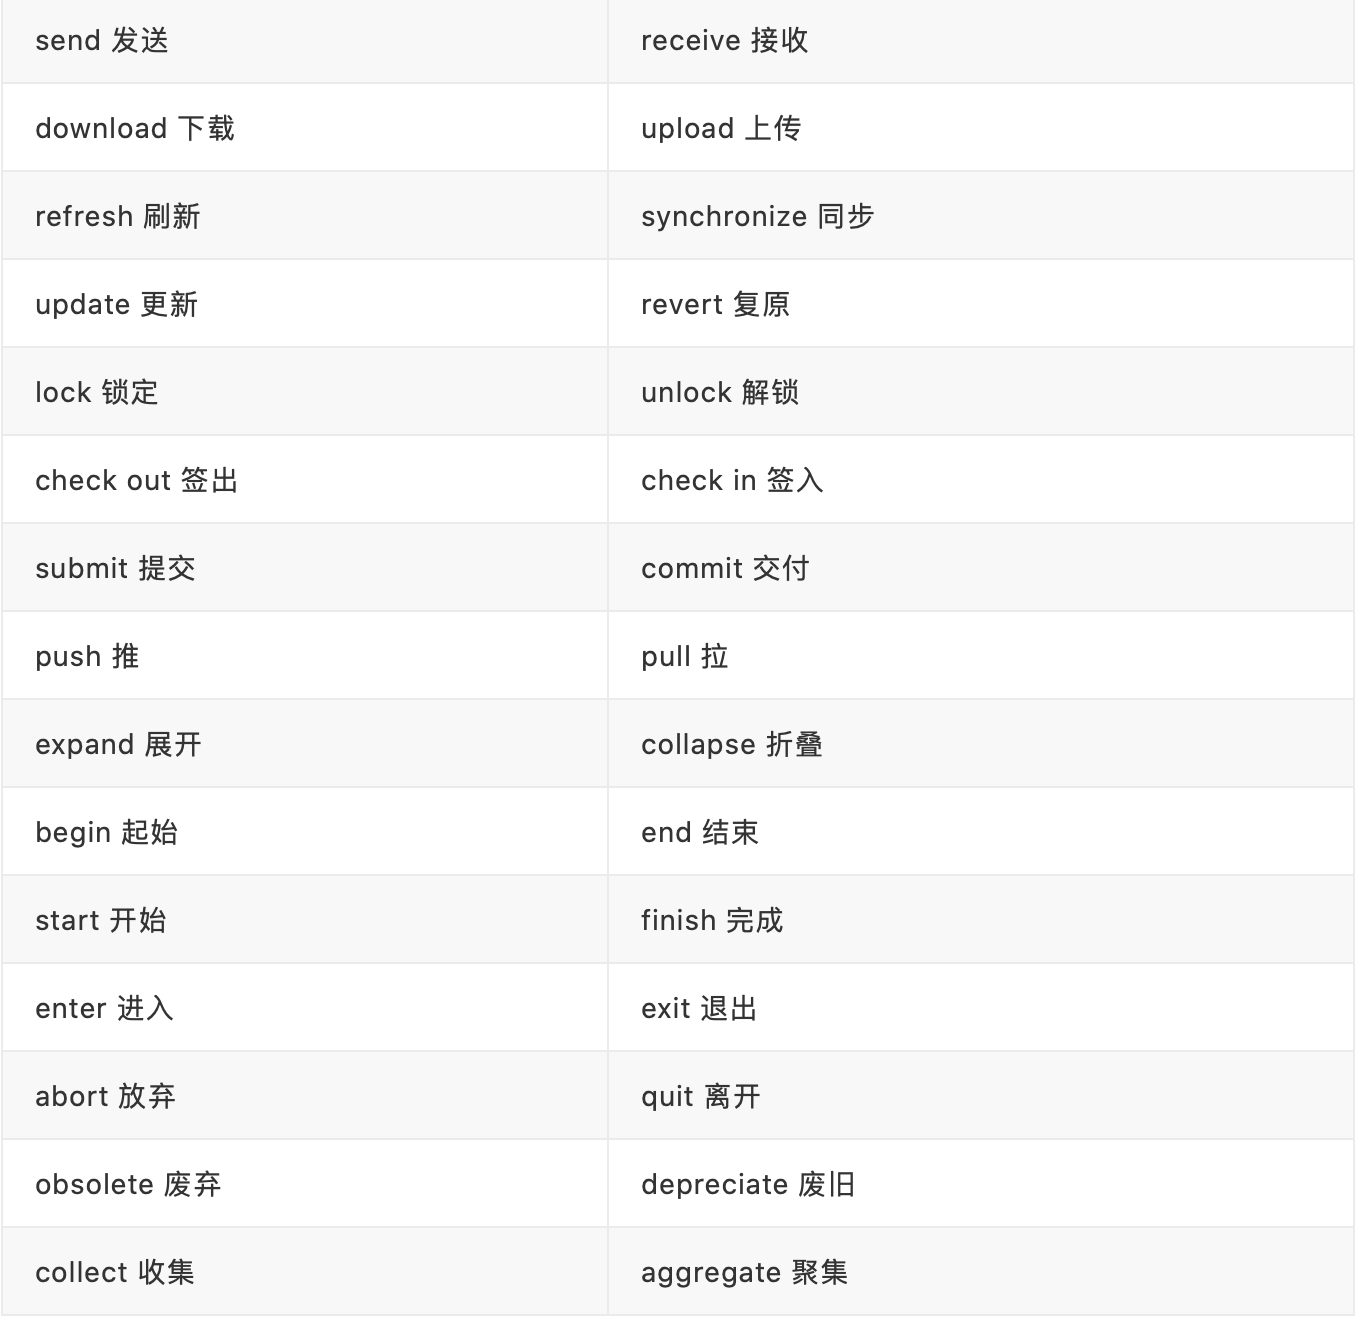 send 发送
receive 接收
download 下载
upload 上传
refresh 刷新
synchronize 同步
update 更新
revert 复原
lock 锁定
unlock 解锁
check out 签出
check in 签入
submit 提交
commit 交付
push 推
pull 拉
expand 展开
collapse 折叠
begin 起始
end 结束
start 开始
finish 完成
enter 进入
exit 退出
abort 放弃
quit 离开
obsolete 废弃
depreciate 废旧
collect 收集
aggregate 聚集